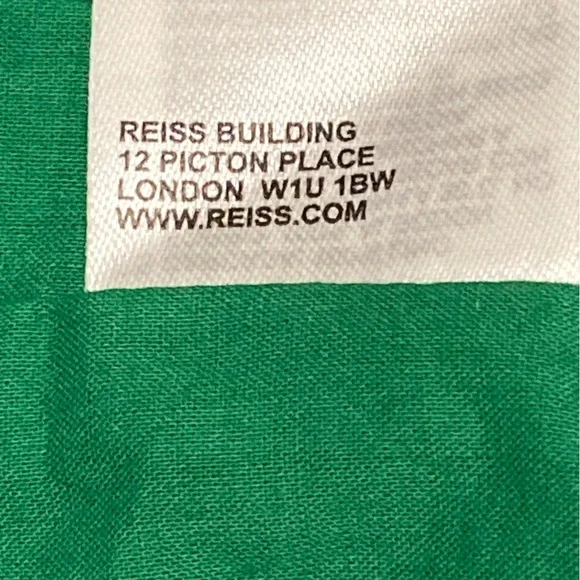 REISS BUILDING
12 PICTON PLACE
LONDON W1U 1BW
WWW.REISS.COM